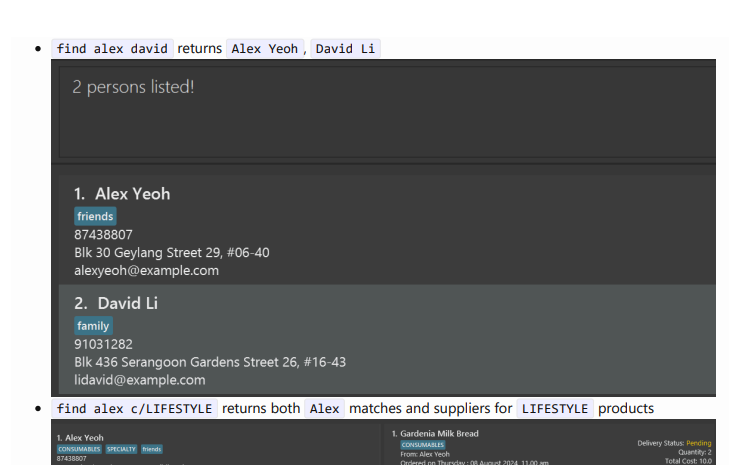 find alex david returns Alex Yeoh, David Li
2 persons listed!
1. Alex Yeoh
friends
87438807
Blk 30 Geylang Street 29, #06-40
alexyeoh@example.com
2. David Li
family
91031282
Blk 436 Serangoon Gardens Street 26, #16-43
lidavid@example.com
find alex c/LIFESTYLE returns both Alex matches and suppliers for LIFESTYLE products
1. Alex Yeoh
CONSUMABLES SPECIALTY friends
87438807
1. Gardenia Milk Bread
CONSUMABLES
From: Alex Yeoh
Ordered on Thursday : 08 August 2024, 11.00 am
Delivery Status: Pending
Quantity: 2
Total Cost: 10.0